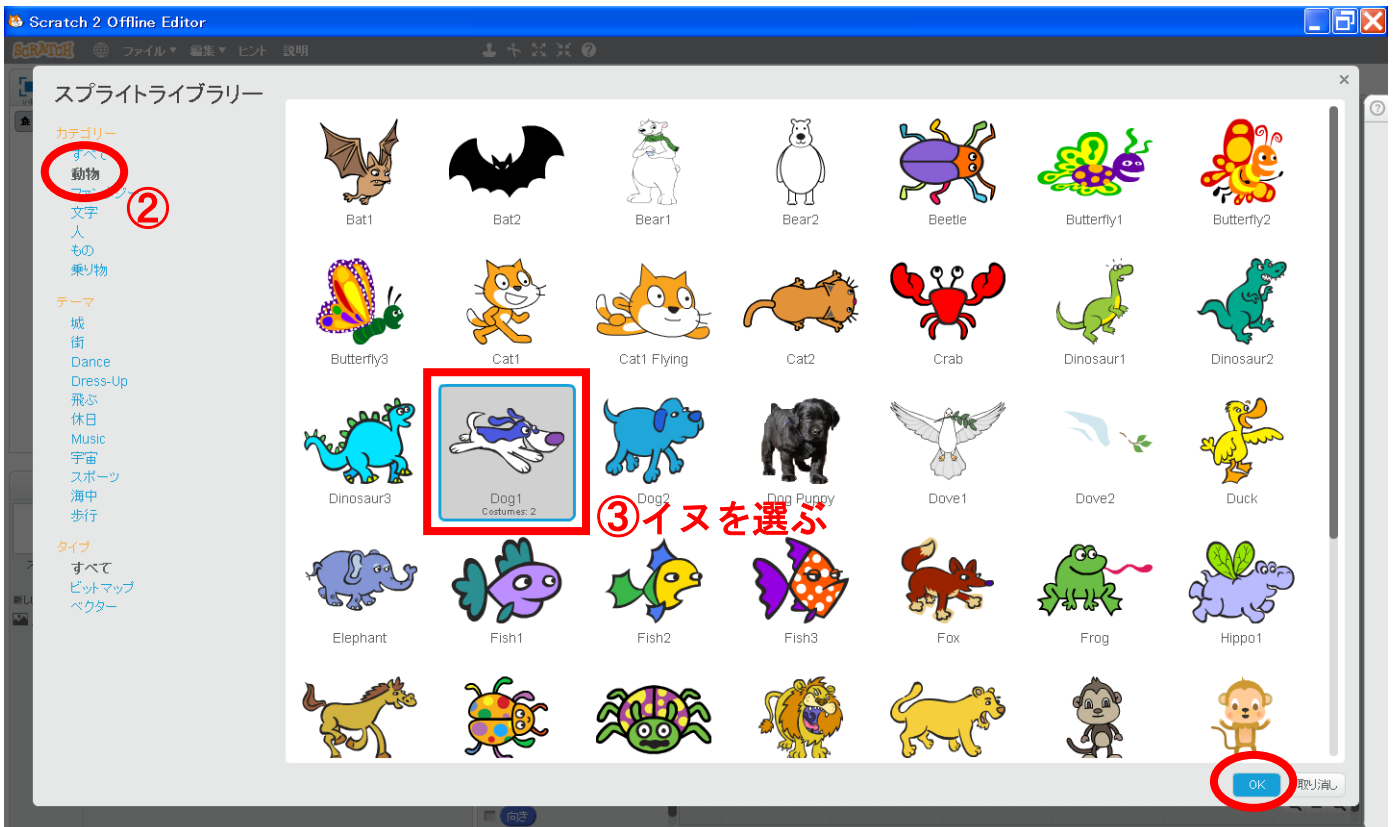 Scratch 2 Offline Editor
SCRATCH ファイル▼ 編集▼ ヒント 説明
スプライトライブラリー
×
カテゴリー
すべて
動物
②
文字
人
もの
乗り物
テーマ
城
街
Dance
Dress-Up
飛ぶ
休日
Music
宇宙
スポーツ
海中
歩行
タイプ
すべて
ビットマップ
ベクター
Bat1 Bat2 Bear1 Bear2 Beetle Butterfly1 Butterfly2
Butterfly3 Cat1 Cat1 Flying Cat2 Crab Dinosaur1 Dinosaur2
Dinosaur3 Dog1 Dog2 Dog Puppy Dove1 Dove2 Duck
Costumes: 2
③イヌを選ぶ
Elephant Fish1 Fish2 Fish3 Fox Frog Hippo1
OK 取り消し
向き